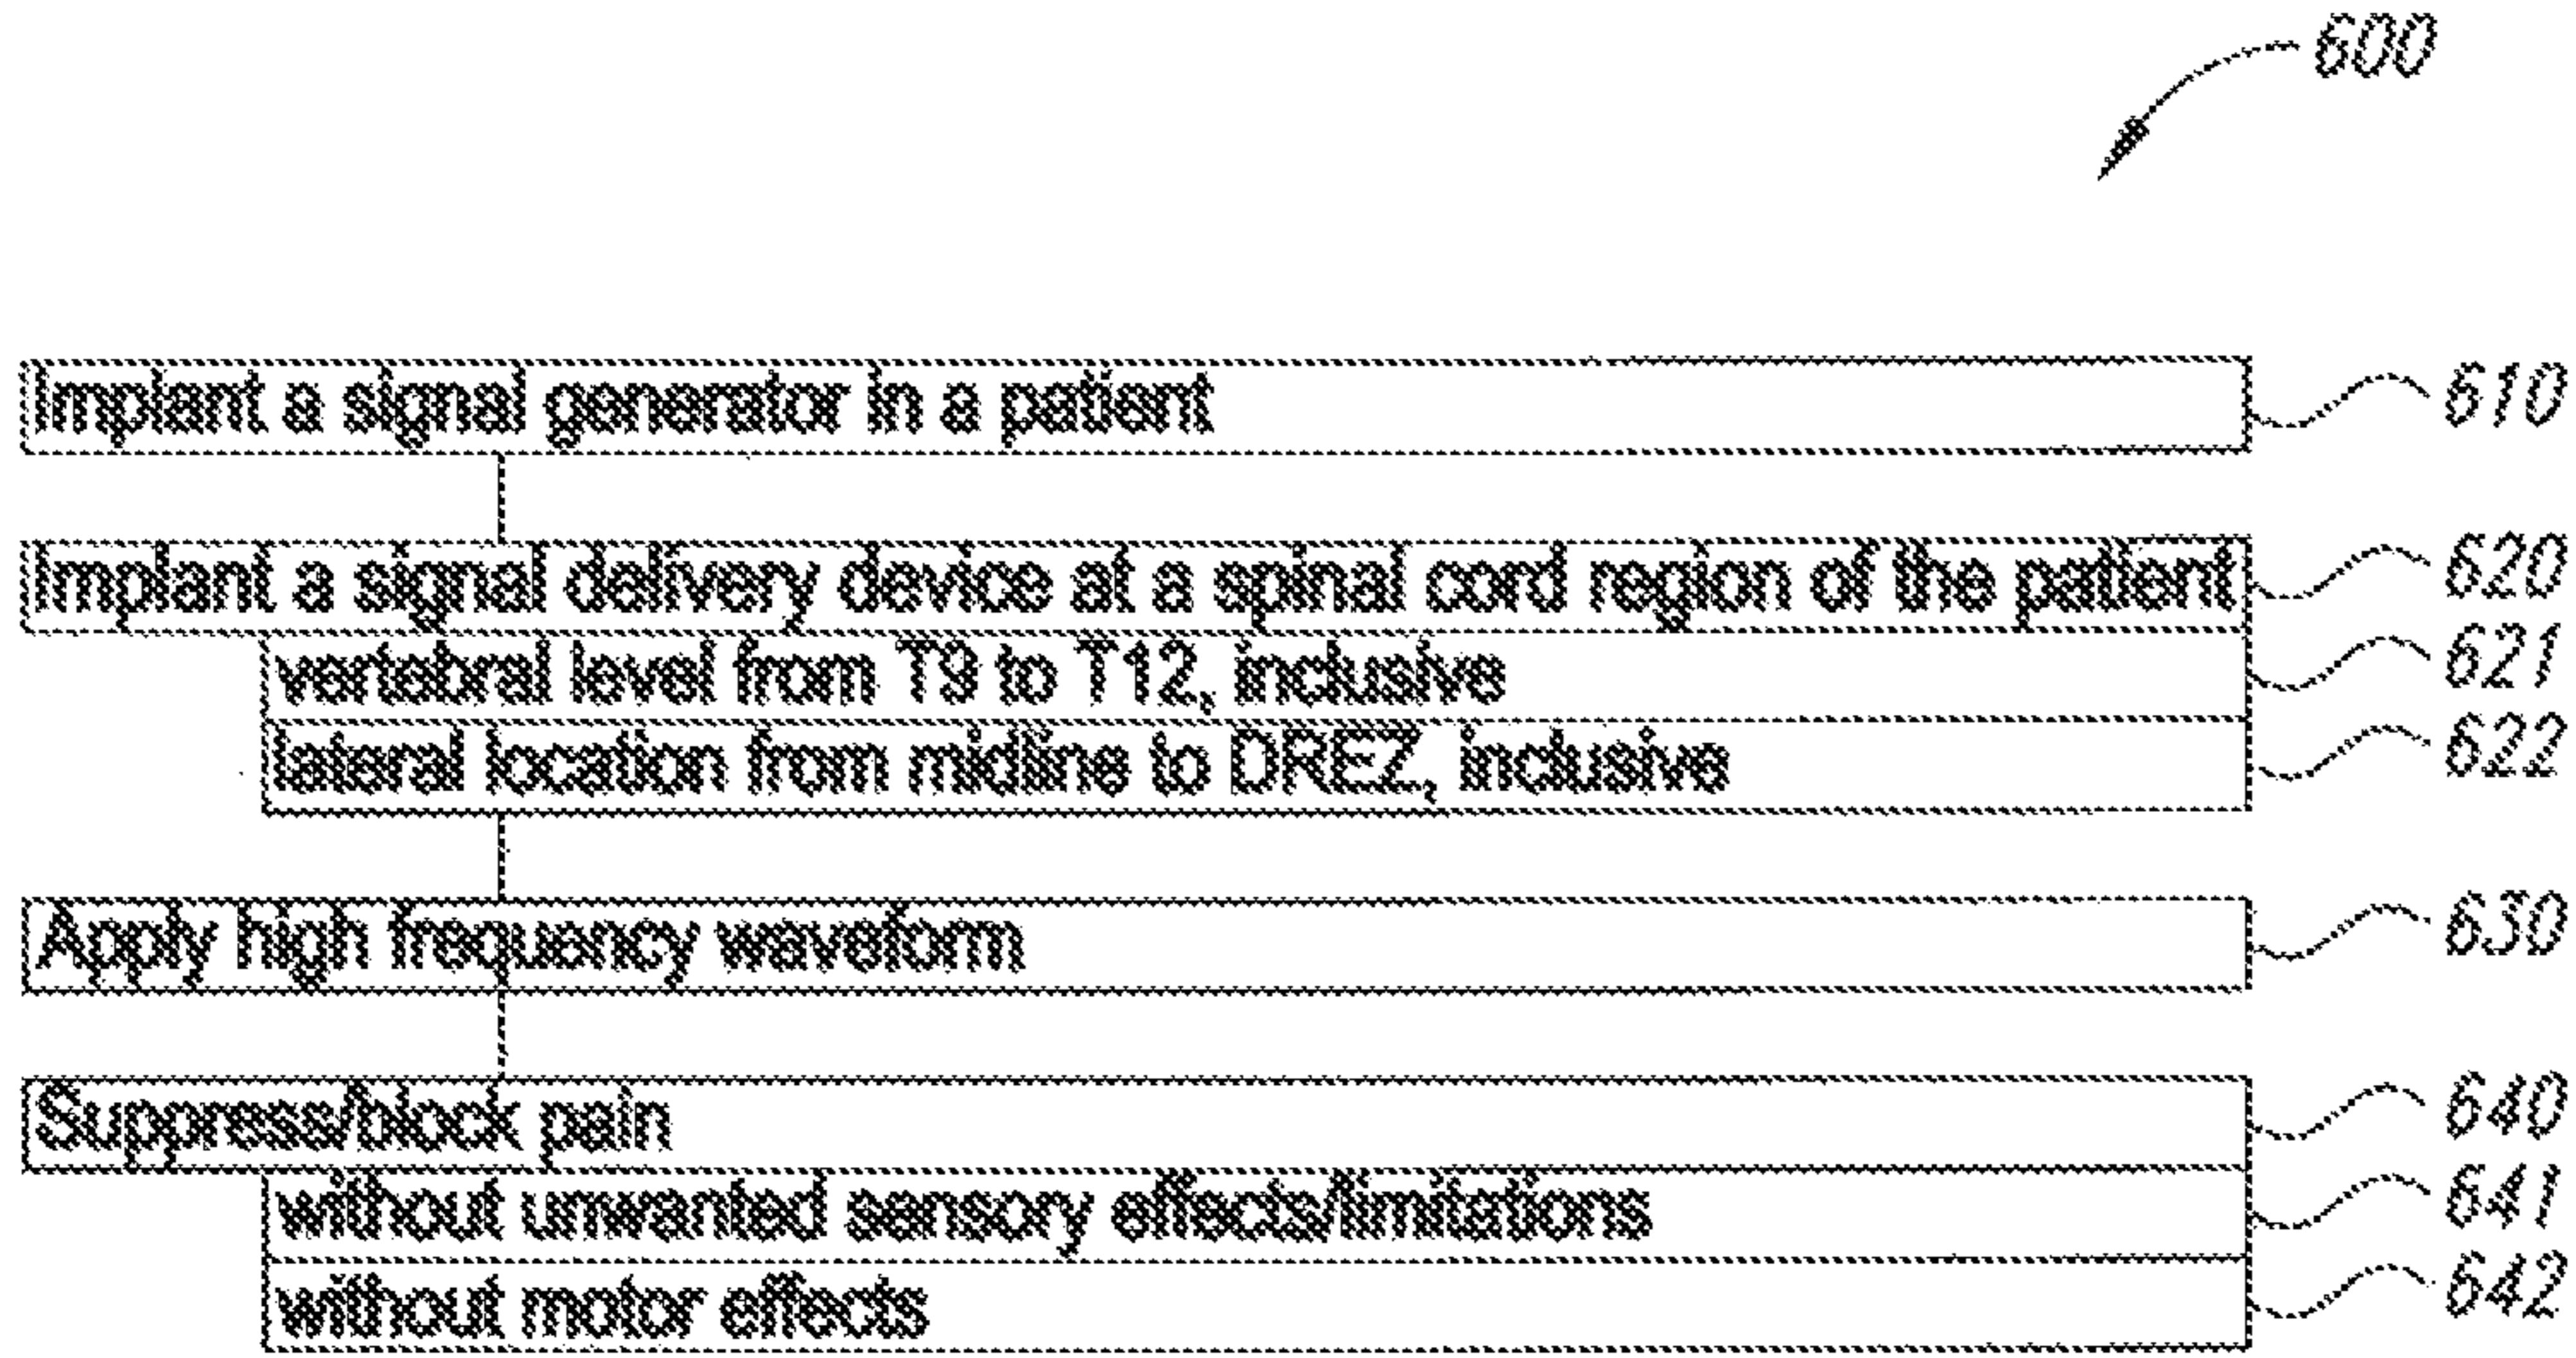 600
Implant a signal generator in a patient 610
Implant a signal delivery device at a spinal cord region of the patient 620
vertebral level from T9 to T12, inclusive 621
lateral location from midline to DREZ, inclusive 622
Apply high frequency waveform 630
Suppress/block pain 640
without unwanted sensory effects/limitations 641
without motor effects 642